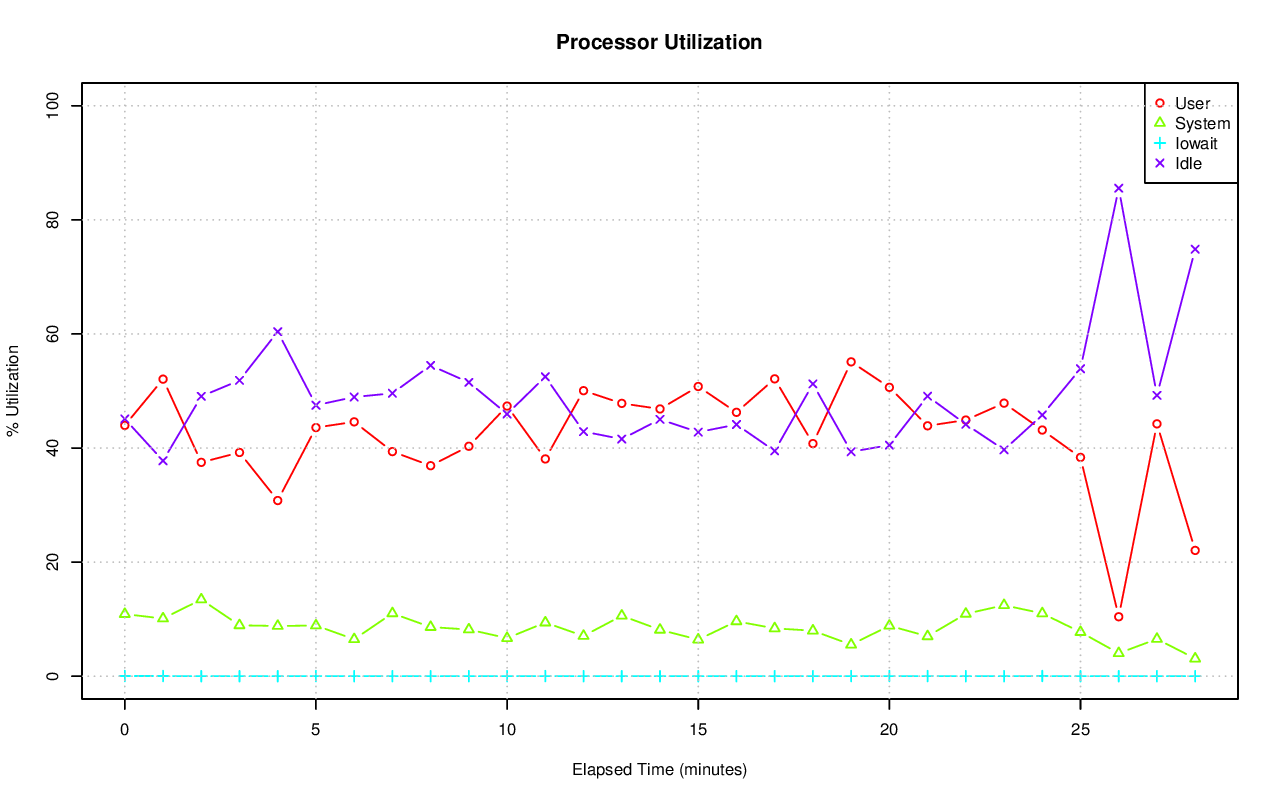 Processor Utilization
% Utilization
100
80
60
40
20
0
User
System
Iowait
Idle
0 5 10 15 20 25
Elapsed Time (minutes)